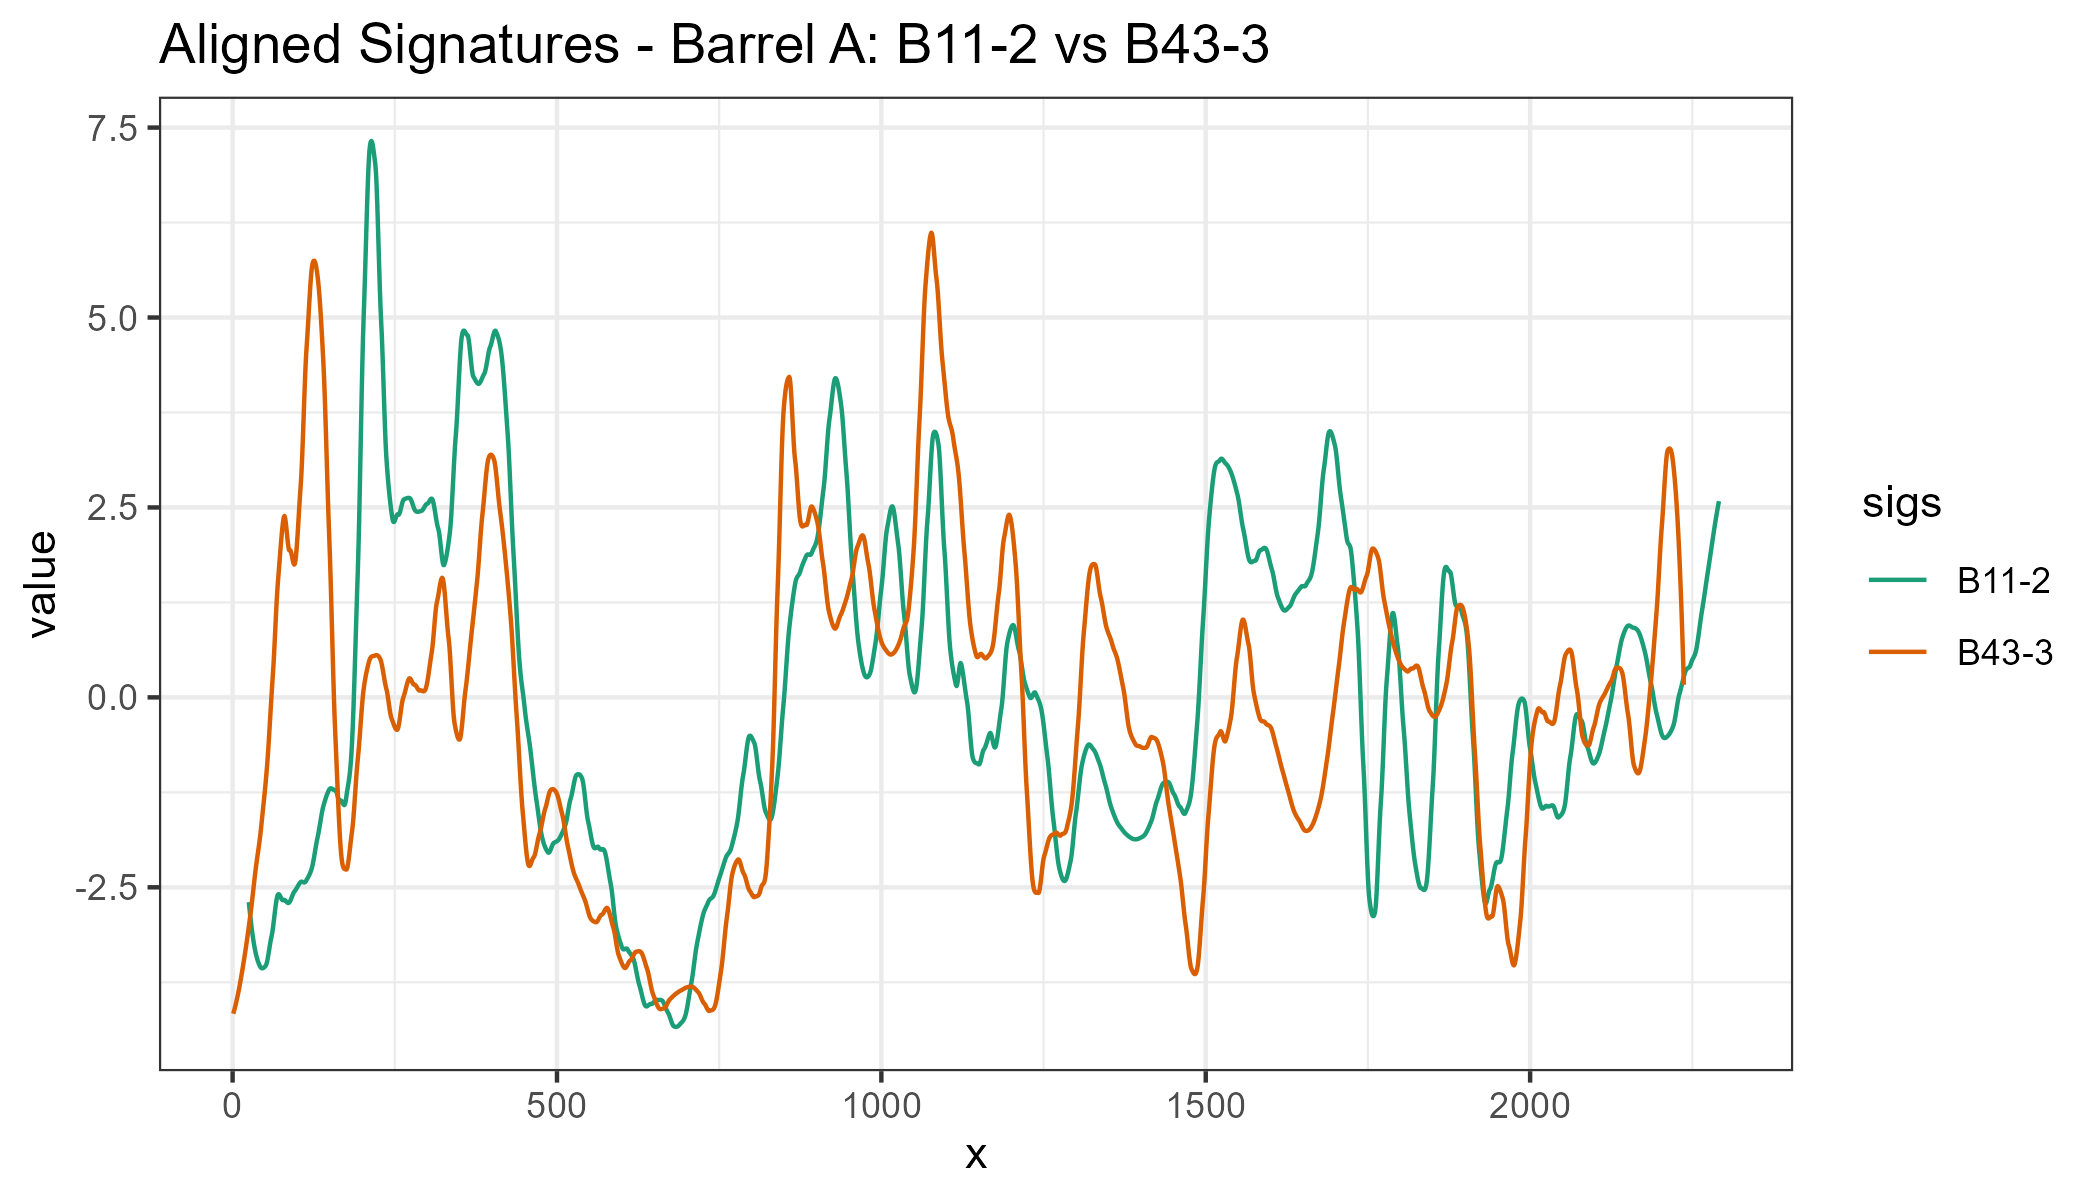 Aligned Signatures - Barrel A: B11-2 vs B43-3
7.5
5.0
2.5
0.0
-2.5
value
0
500
1000
1500
2000
x
sigs
B11-2
B43-3